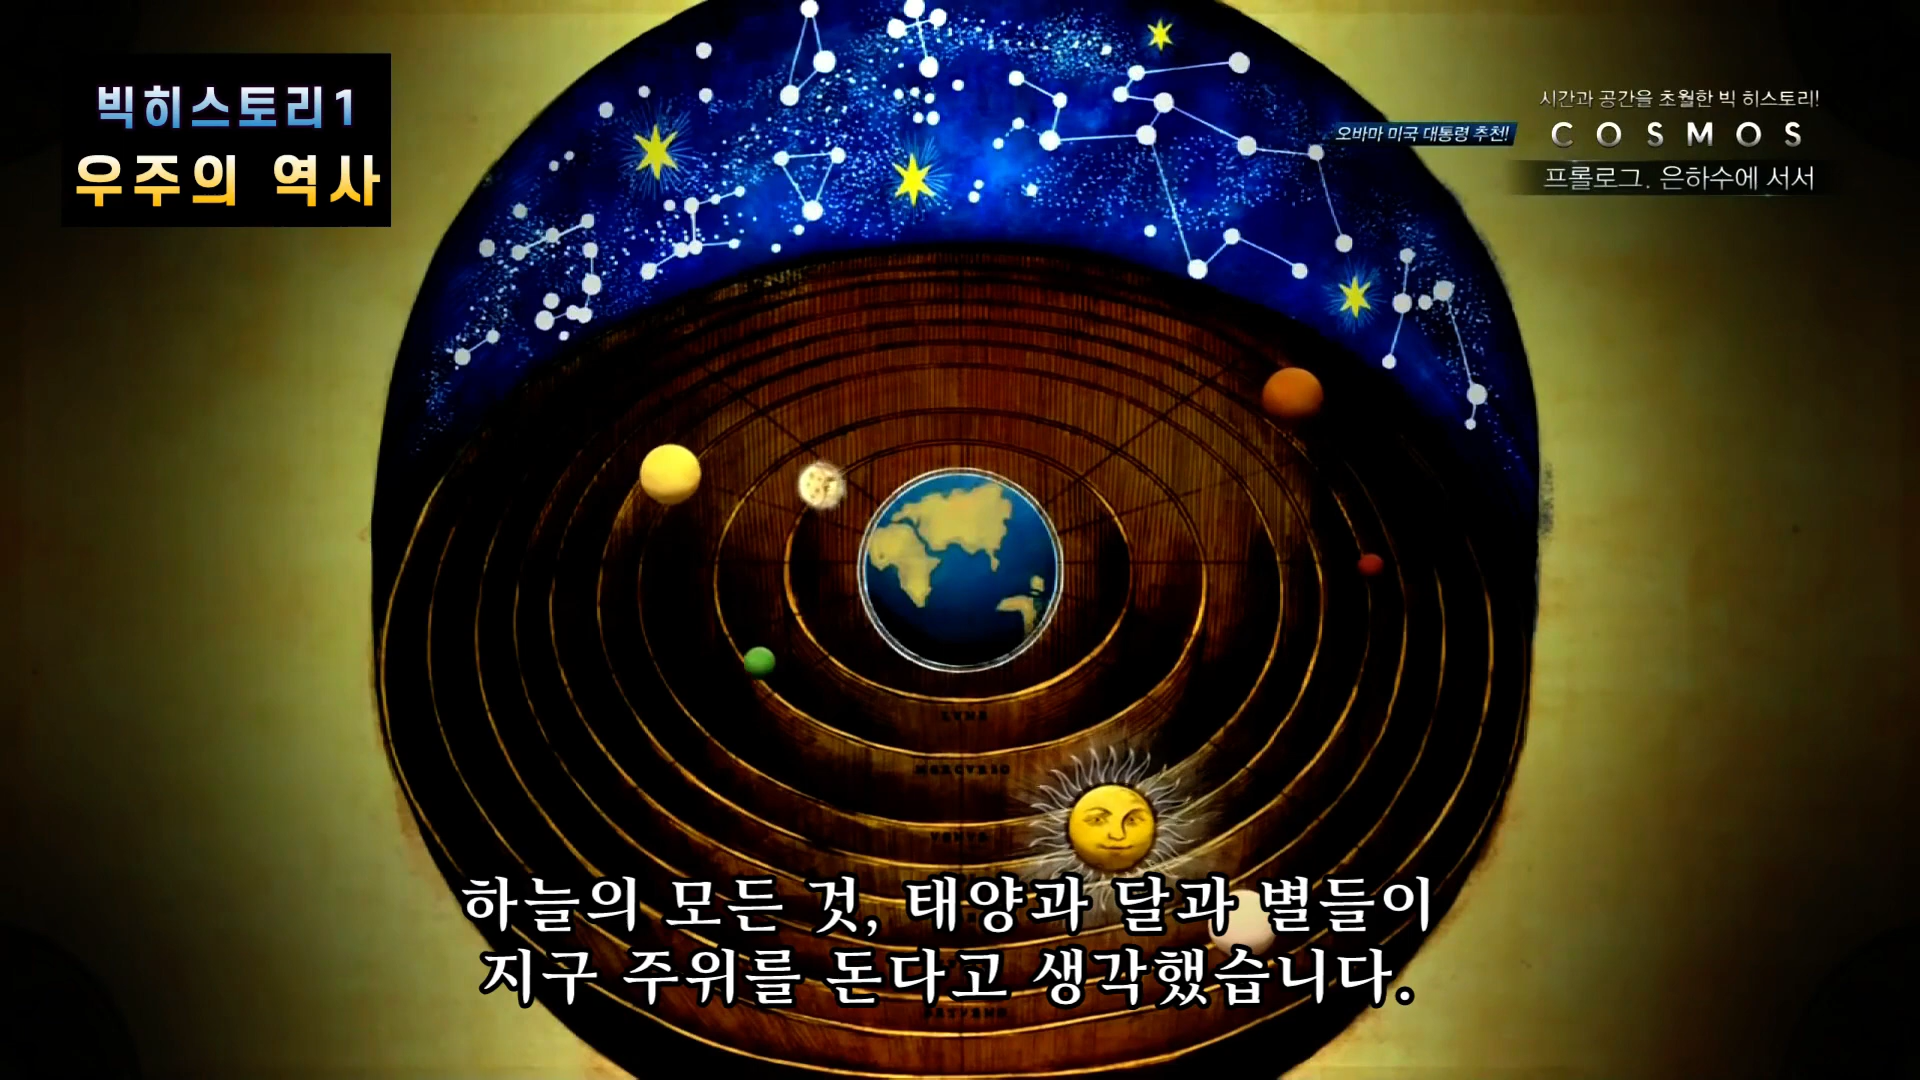 빅히스토리1
우주의 역사
시간과 공간을 초월한 빅 히스토리!
오바마 미국 대통령 추천!
COSMOS
프롤로그. 은하수에 서서
MERCVRIO
하늘의 모든 것, 태양과 달과 별들이
지구 주위를 돈다고 생각했습니다.